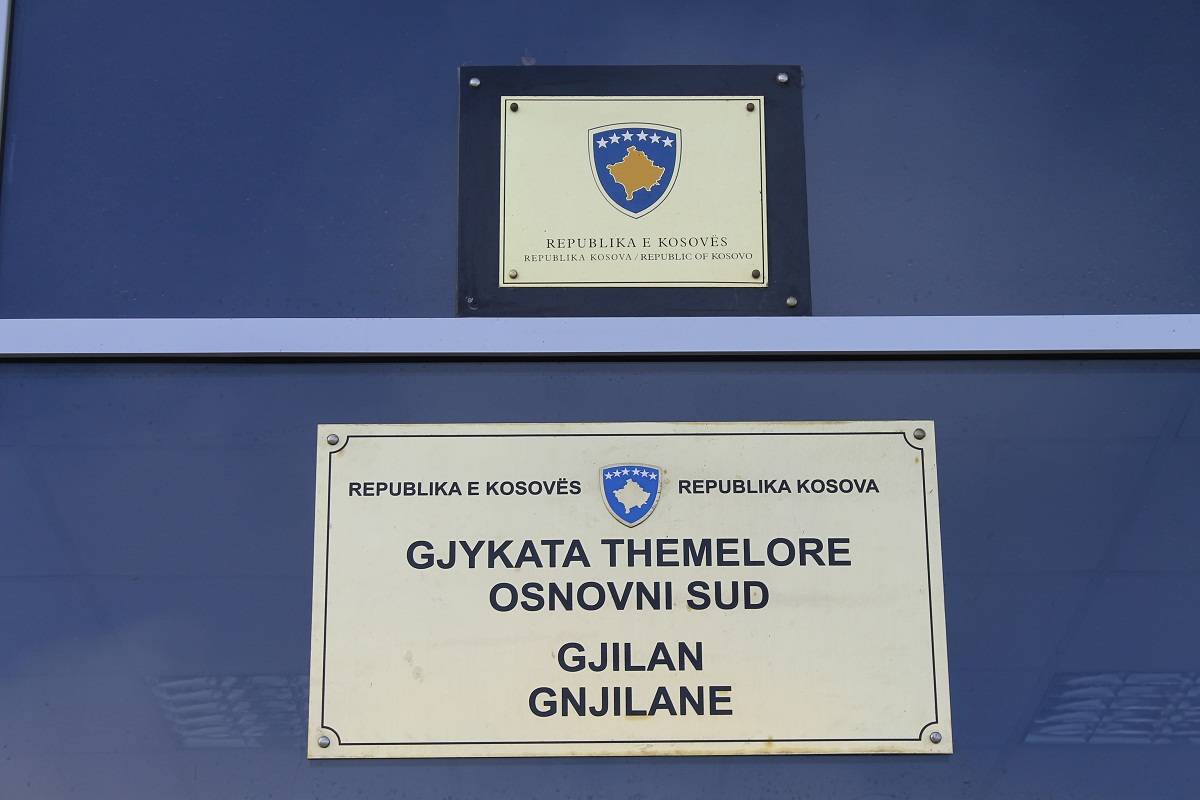 REPUBLIKA E KOSOVËS
REPUBLIKA KOSOVA / REPUBLIC OF KOSOVO
REPUBLIKA E KOSOVËS REPUBLIKA KOSOVA
GJYKATA THEMELORE
OSNOVNI SUD
GJILAN
GNJILANE